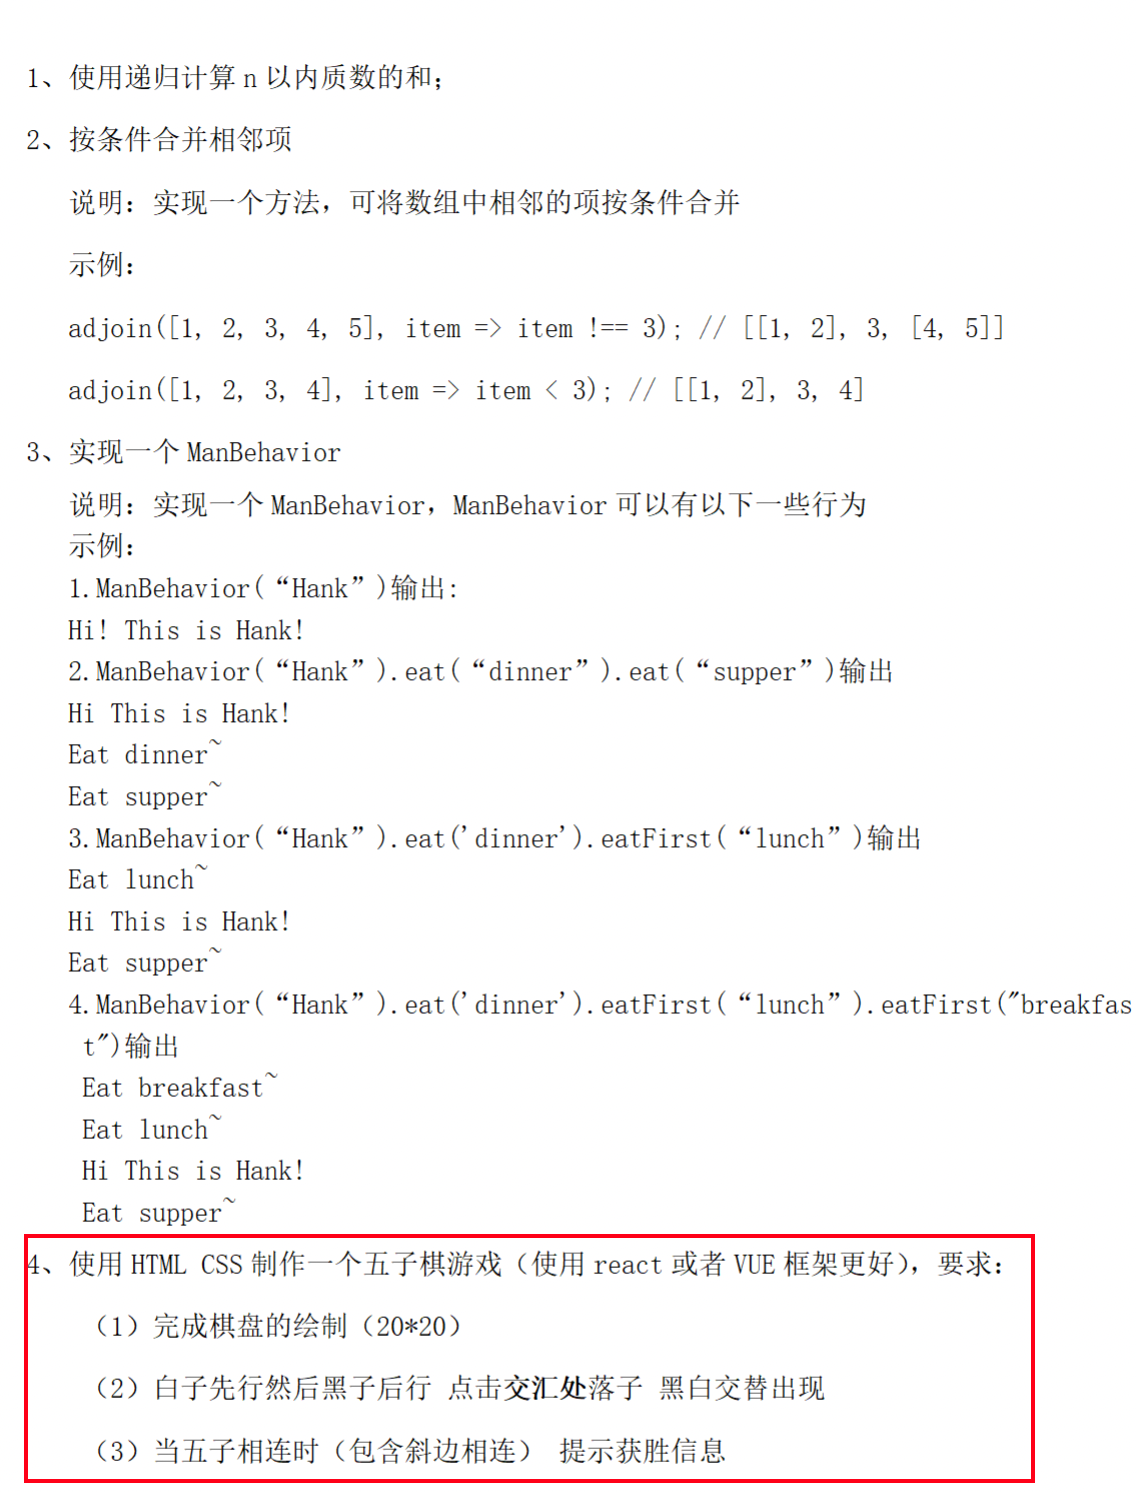 1、使用递归计算 n 以内质数的和；
2、按条件合并相邻项
说明：实现一个方法，可将数组中相邻的项按条件合并
示例：
adjoin([1, 2, 3, 4, 5], item => item !== 3); // [[1, 2], 3, [4, 5]]
adjoin([1, 2, 3, 4], item => item < 3); // [[1, 2], 3, 4]
3、实现一个 ManBehavior
说明：实现一个 ManBehavior，ManBehavior 可以有以下一些行为
示例：
1.ManBehavior(“Hank”)输出:
Hi! This is Hank!
2.ManBehavior(“Hank”).eat(“dinner”).eat(“supper”)输出
Hi This is Hank!
Eat dinner~
Eat supper~
3.ManBehavior(“Hank”).eat('dinner').eatFirst(“lunch”)输出
Eat lunch~
Hi This is Hank!
Eat supper~
4.ManBehavior(“Hank”).eat('dinner').eatFirst(“lunch”).eatFirst("breakfas
t")输出
Eat breakfast~
Eat lunch~
Hi This is Hank!
Eat supper~
4、使用 HTML CSS 制作一个五子棋游戏（使用 react 或者 VUE 框架更好），要求：
（1）完成棋盘的绘制（20*20）
（2）白子先行然后黑子后行 点击交汇处落子 黑白交替出现
（3）当五子相连时（包含斜边相连） 提示获胜信息